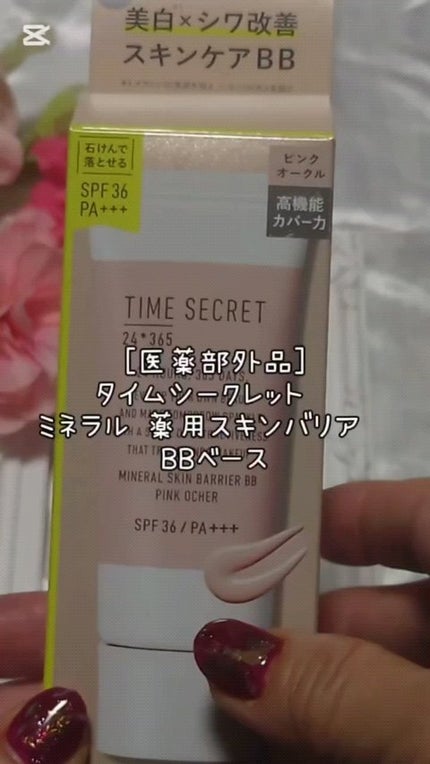 美白×シワ改善
スキンケアBB
石けんで
落とせる
SPF 36
PA+++
ピンク
オークル
高機能
カバー力
TIME SECRET
24*365
［医薬部外品］
タイムシークレット
ミネラル 薬用スキンバリア
BBベース
MINERAL SKIN BARRIER BB
PINK OCHER
SPF 36 / PA+++